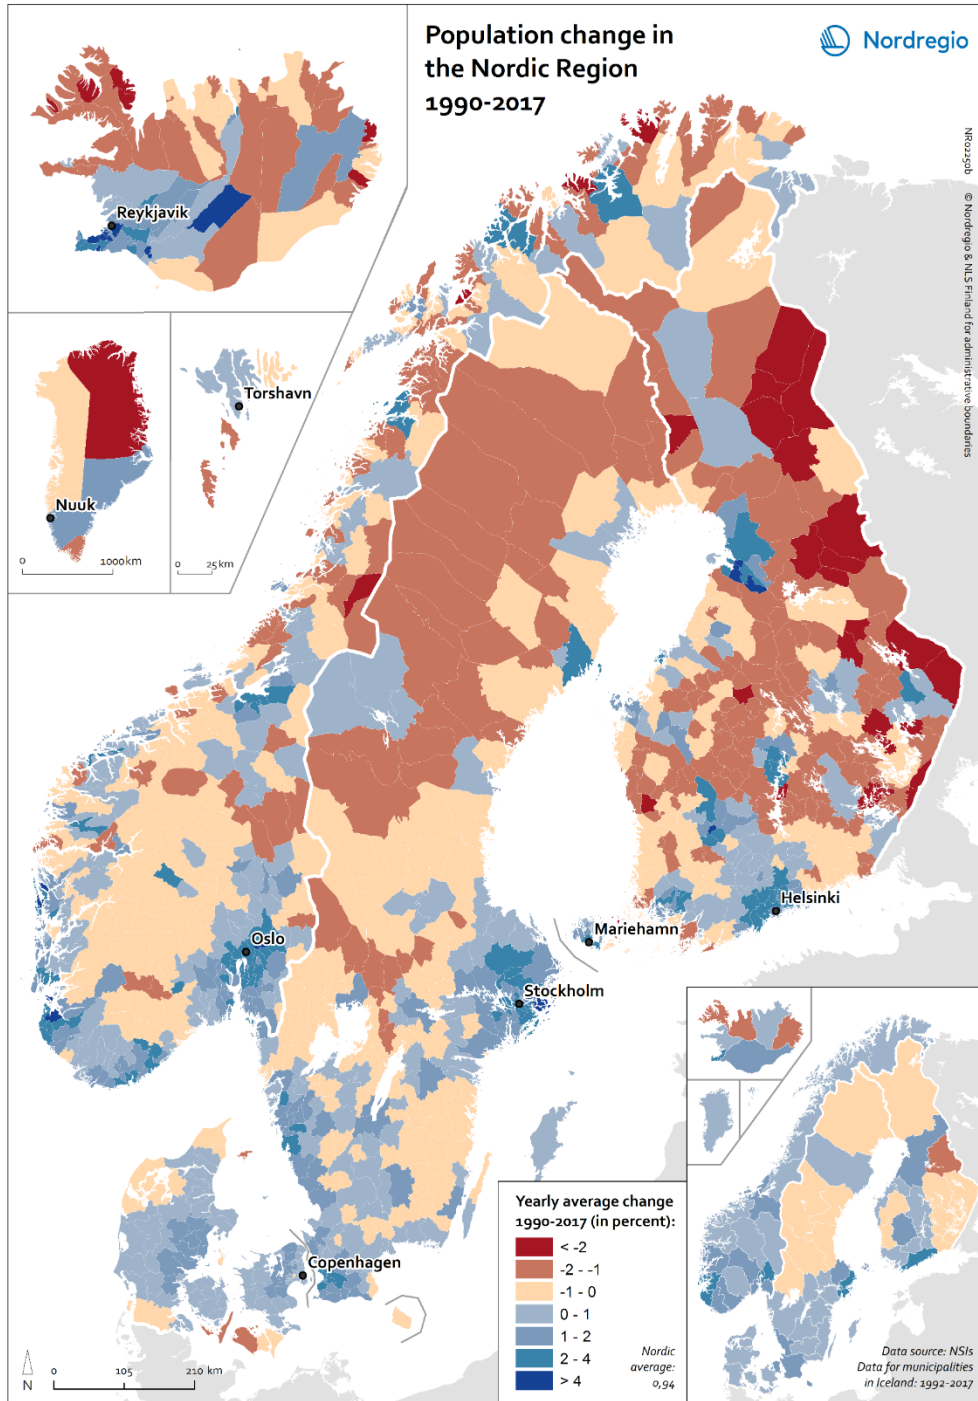 Population change in
the Nordic Region
1990-2017
Nordregio
NR02250b © Nordregio & NLS Finland for administrative boundaries
Reykjavik
Torshavn
Nuuk
0 1000 km
0 25 km
Oslo
Stockholm
Mariehamn
Helsinki
Copenhagen
Yearly average change
1990-2017 (in percent):
< -2
-2 - -1
-1 - 0
0 - 1
1 - 2
2 - 4
> 4
Nordic
average:
0,94
N
0 105 210 km
Data source: NSIs
Data for municipalities
in Iceland: 1992-2017